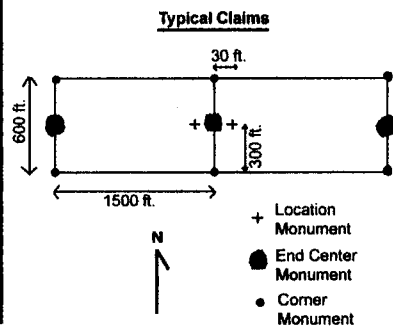 Typical Claims
30 ft.
600 ft.
300 ft.
1500 ft.
+ Location
Monument
N
End Center
Monument
Corner
Monument